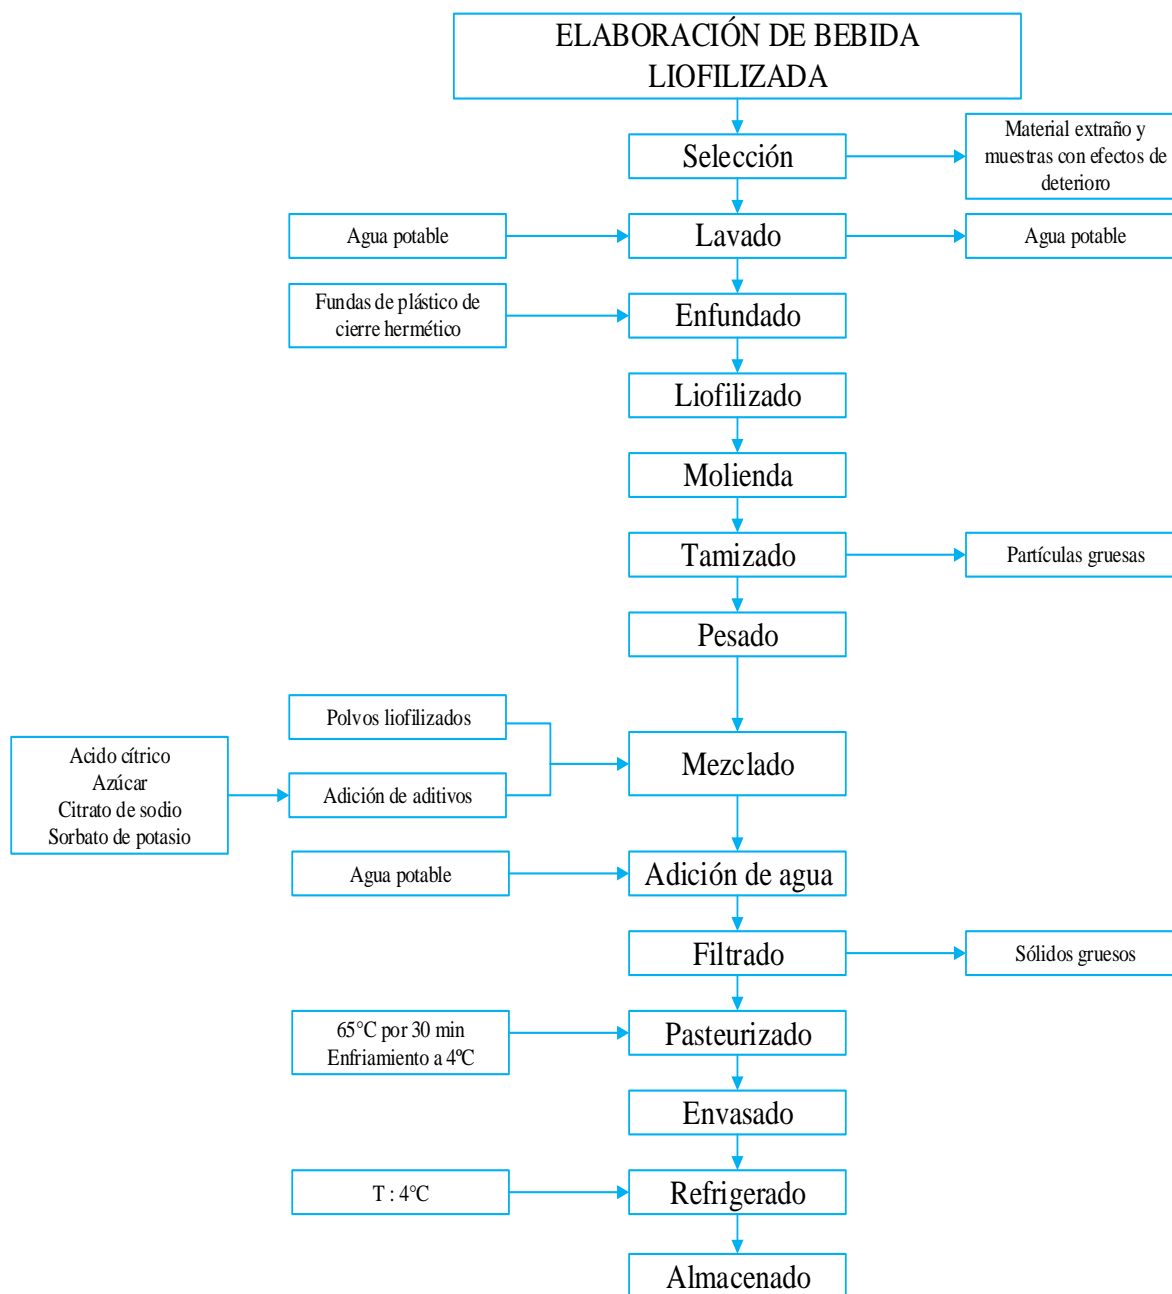 ELABORACIÓN DE BEBIDA
LIOFILIZADA
Selección
Material extraño y
muestras con efectos de
deterioro
Agua potable
Lavado
Agua potable
Fundas de plástico de
cierre hermético
Enfundado
Liofilizado
Molienda
Tamizado
Partículas gruesas
Pesado
Polvos liofilizados
Acido cítrico
Azúcar
Citrato de sodio
Sorbato de potasio
Adición de aditivos
Mezclado
Agua potable
Adición de agua
Filtrado
Sólidos gruesos
65°C por 30 min
Enfriamiento a 4ºC
Pasteurizado
Envasado
T : 4°C
Refrigerado
Almacenado